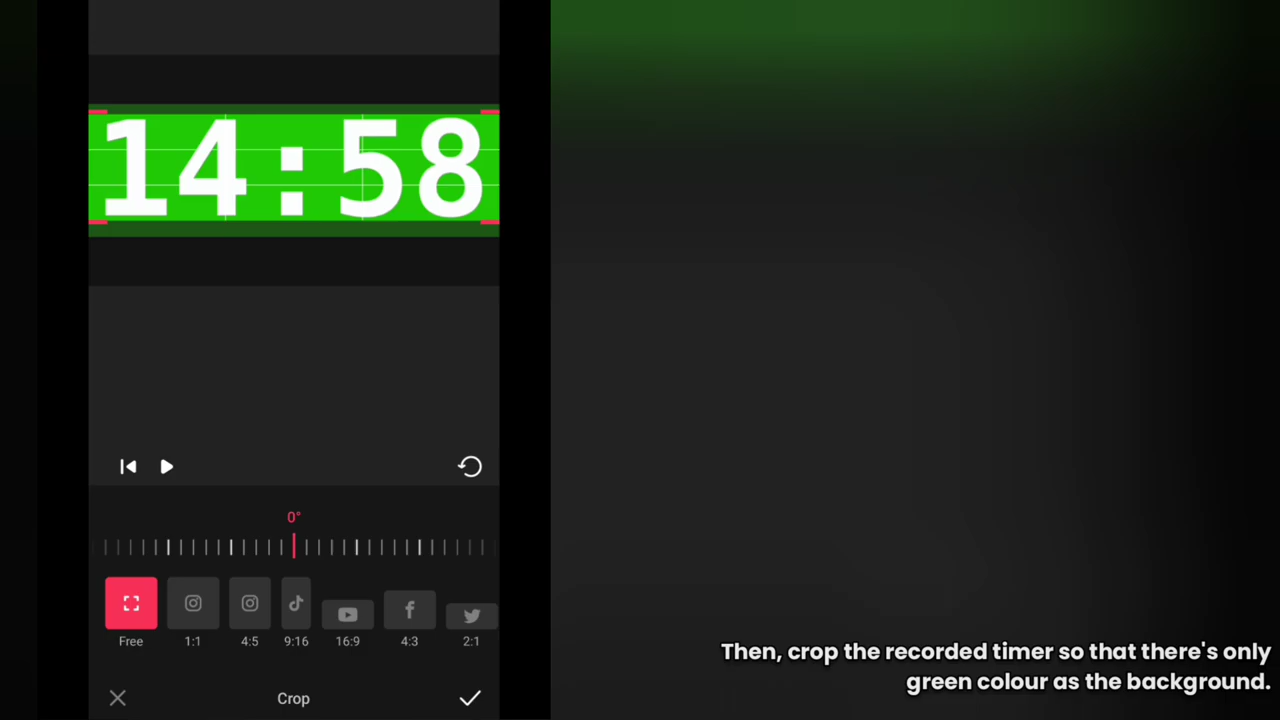 14:58
0°
Free
1:1
4:5
9:16
16:9
4:3
2:1
Crop
Then, crop the recorded timer so that there's only
green colour as the background.